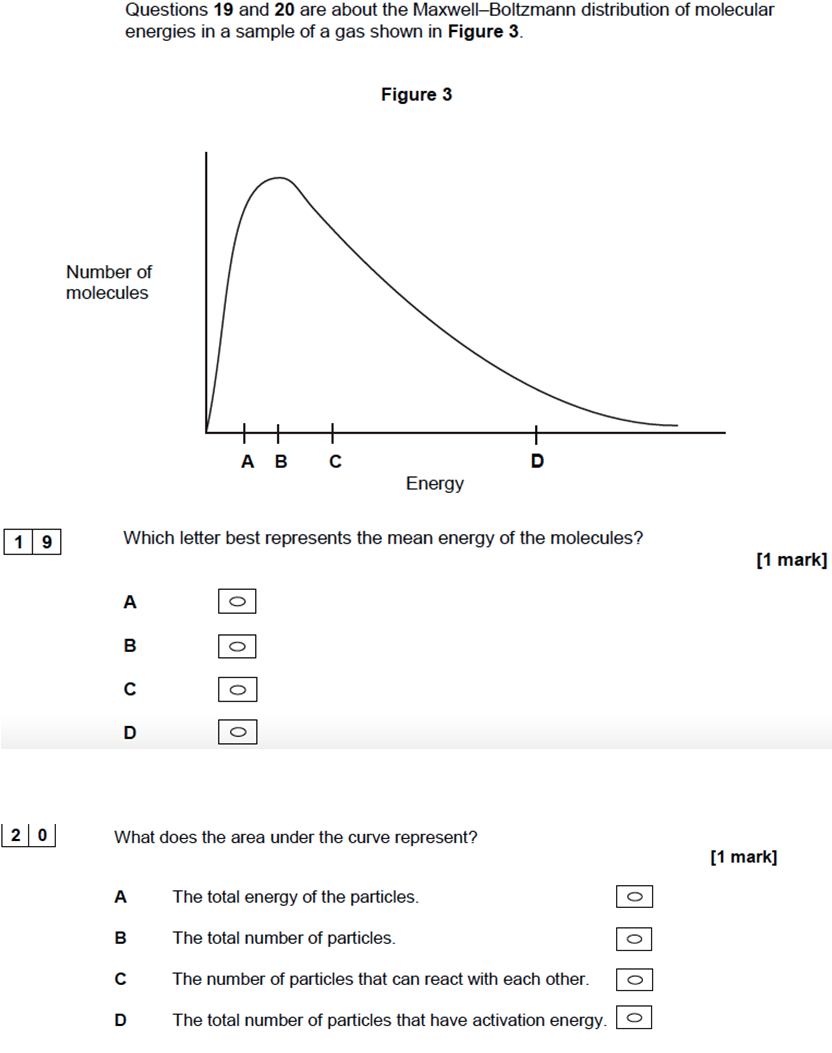 Questions 19 and 20 are about the Maxwell–Boltzmann distribution of molecular
energies in a sample of a gas shown in Figure 3.
Figure 3
Number of
molecules
A B C D
Energy
1 9 Which letter best represents the mean energy of the molecules?
[1 mark]
A
B
C
D
2 0 What does the area under the curve represent?
[1 mark]
A The total energy of the particles.
B The total number of particles.
C The number of particles that can react with each other.
D The total number of particles that have activation energy.